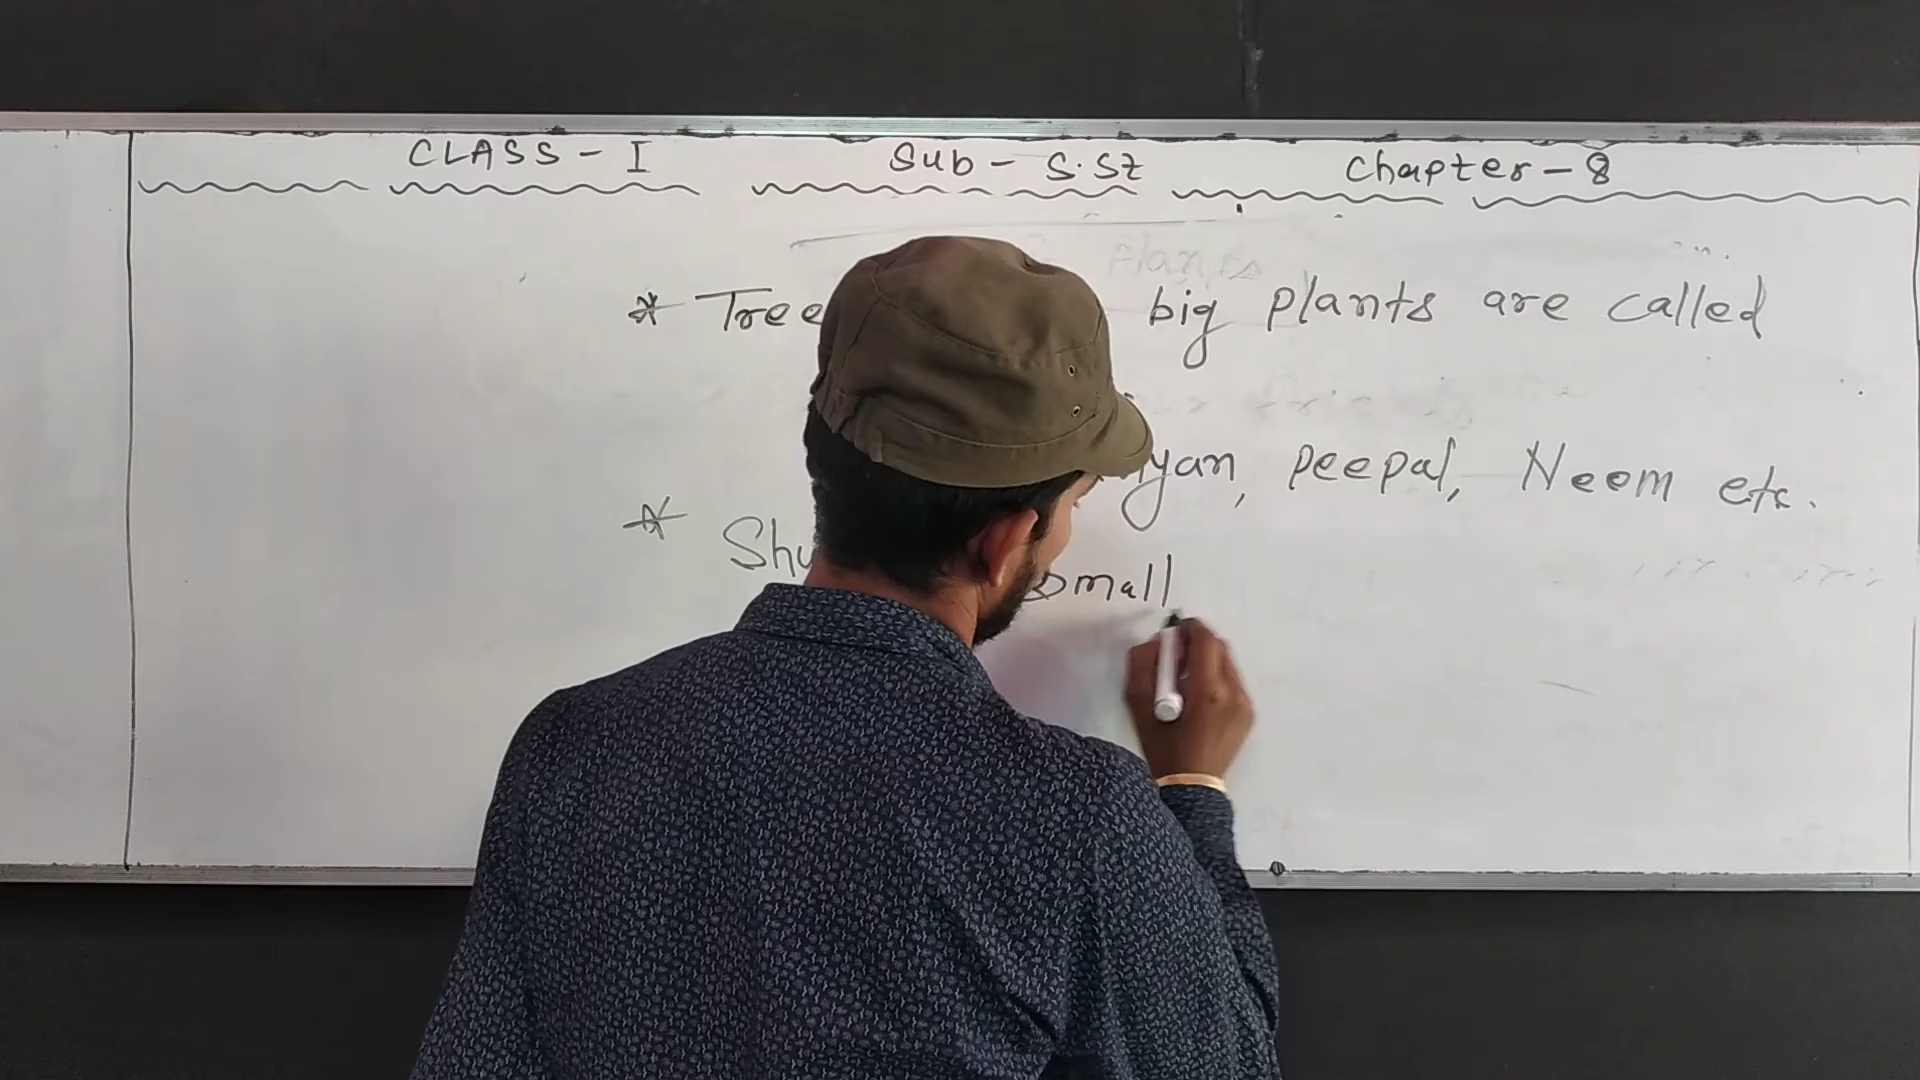 CLASS - I Sub - S.St Chapter - 8
* Tree big plants are called
yan, peepal, Neem etc.
* Shu small